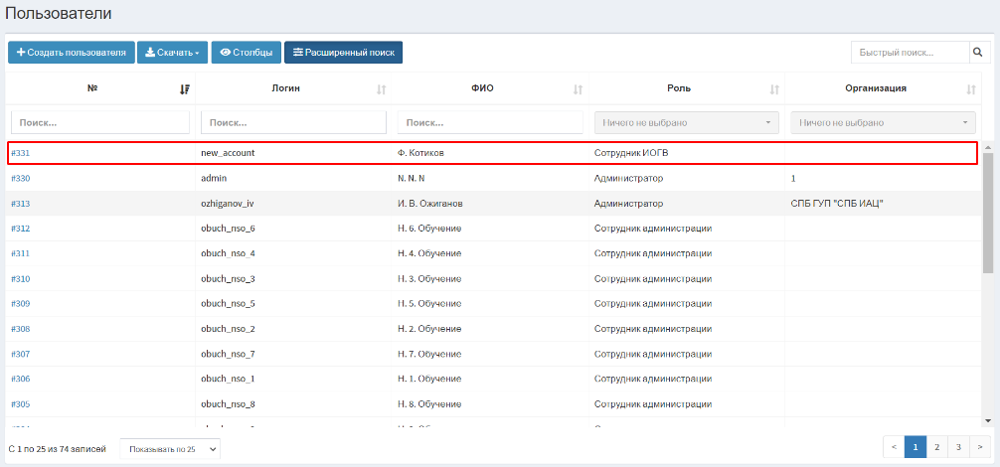 Пользователи
Создать пользователя Скачать Столбцы Расширенный поиск Быстрый поиск...
№ Логин ФИО Роль Организация
Поиск... Поиск... Поиск... Ничего не выбрано Ничего не выбрано
#331 new_account Ф. Котиков Сотрудник ИОГВ
#330 admin N. N. N Администратор 1
#313 ozhiganov_iv И. В. Ожиганов Администратор СПБ ГУП "СПБ ИАЦ"
#312 obuch_nso_6 Н. 6. Обучение Сотрудник администрации
#311 obuch_nso_4 Н. 4. Обучение Сотрудник администрации
#310 obuch_nso_3 Н. 3. Обучение Сотрудник администрации
#309 obuch_nso_5 Н. 5. Обучение Сотрудник администрации
#308 obuch_nso_2 Н. 2. Обучение Сотрудник администрации
#307 obuch_nso_7 Н. 7. Обучение Сотрудник администрации
#306 obuch_nso_1 Н. 1. Обучение Сотрудник администрации
#305 obuch_nso_8 Н. 8. Обучение Сотрудник администрации
С 1 по 25 из 74 записей Показывать по 25 < 1 2 3 >